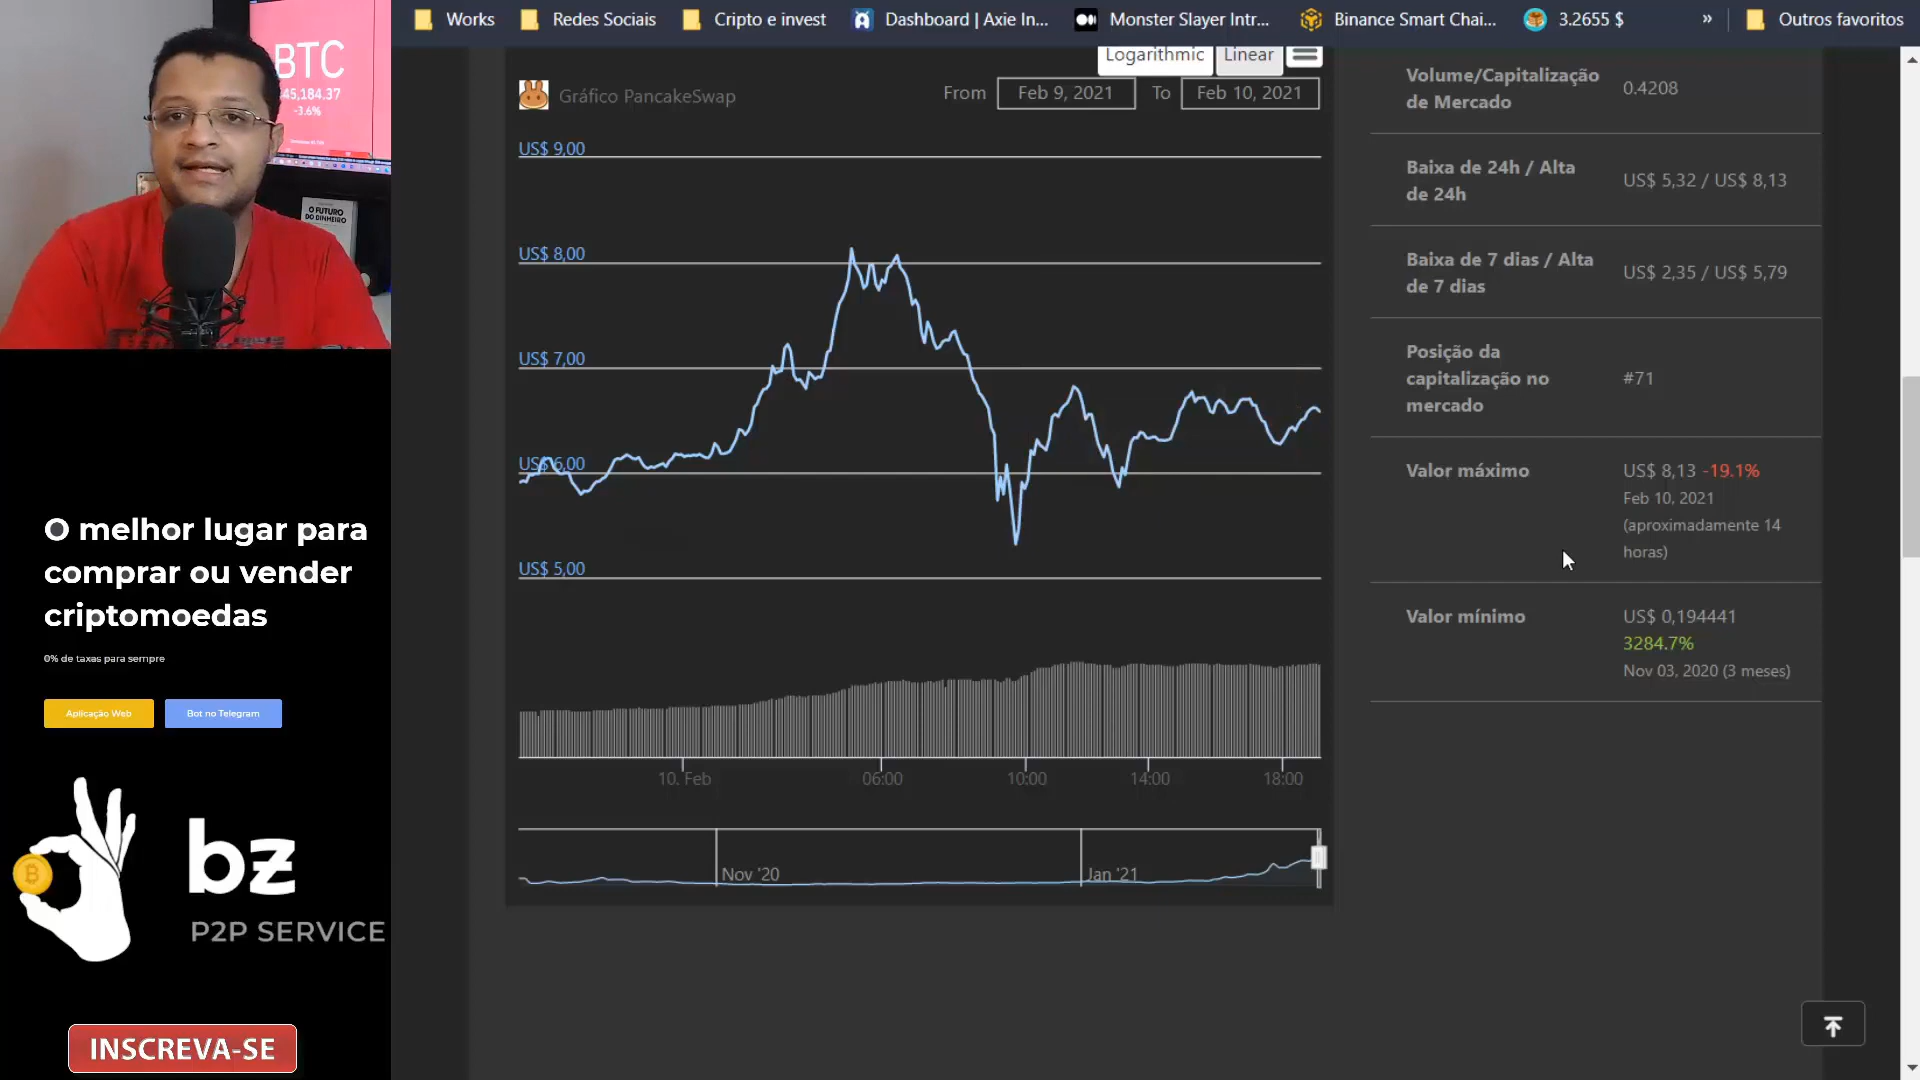 BTC
45,184.37
-3.6%
O FUTURO
DO DINHEIRO
O melhor lugar para
comprar ou vender
criptomoedas
0% de taxas para sempre
Aplicação Web
Bot no Telegram
bz
P2P SERVICE
INSCREVA-SE
Works
Redes Sociais
Cripto e invest
Dashboard | Axie In...
Monster Slayer Intr...
Binance Smart Chai...
3.2655 $
»
Outros favoritos
Logarithmic
Linear
Gráfico PancakeSwap
From
Feb 9, 2021
To
Feb 10, 2021
US$ 9,00
US$ 8,00
US$ 7,00
US$ 6,00
US$ 5,00
10. Feb
06:00
10:00
14:00
18:00
Nov '20
Jan '21
Volume/Capitalização
de Mercado
0.4208
Baixa de 24h / Alta
de 24h
US$ 5,32 / US$ 8,13
Baixa de 7 dias / Alta
de 7 dias
US$ 2,35 / US$ 5,79
Posição da
capitalização no
mercado
#71
Valor máximo
US$ 8,13 -19.1%
Feb 10, 2021
(aproximadamente 14
horas)
Valor mínimo
US$ 0,194441
3284.7%
Nov 03, 2020 (3 meses)